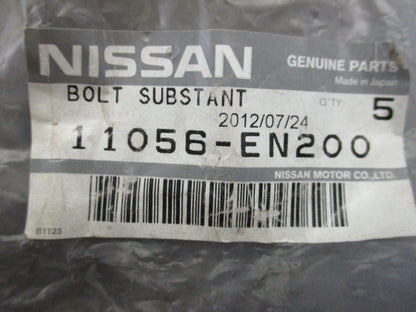 NISSAN
GENUINE PARTS
Made in Japan
BOLT SUBSTANT
Q'TY 5
2012/07/24
11056-EN200
NISSAN MOTOR CO.,LTD.
B1125